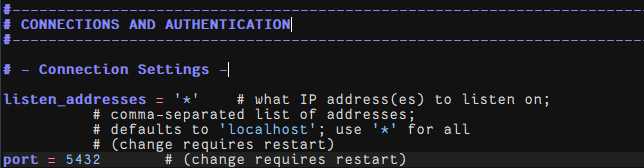 #------------------------------------------------------------------------------
# CONNECTIONS AND AUTHENTICATION
#------------------------------------------------------------------------------
# - Connection Settings -
listen_addresses = '*' # what IP address(es) to listen on;
# comma-separated list of addresses;
# defaults to 'localhost'; use '*' for all
# (change requires restart)
port = 5432 # (change requires restart)